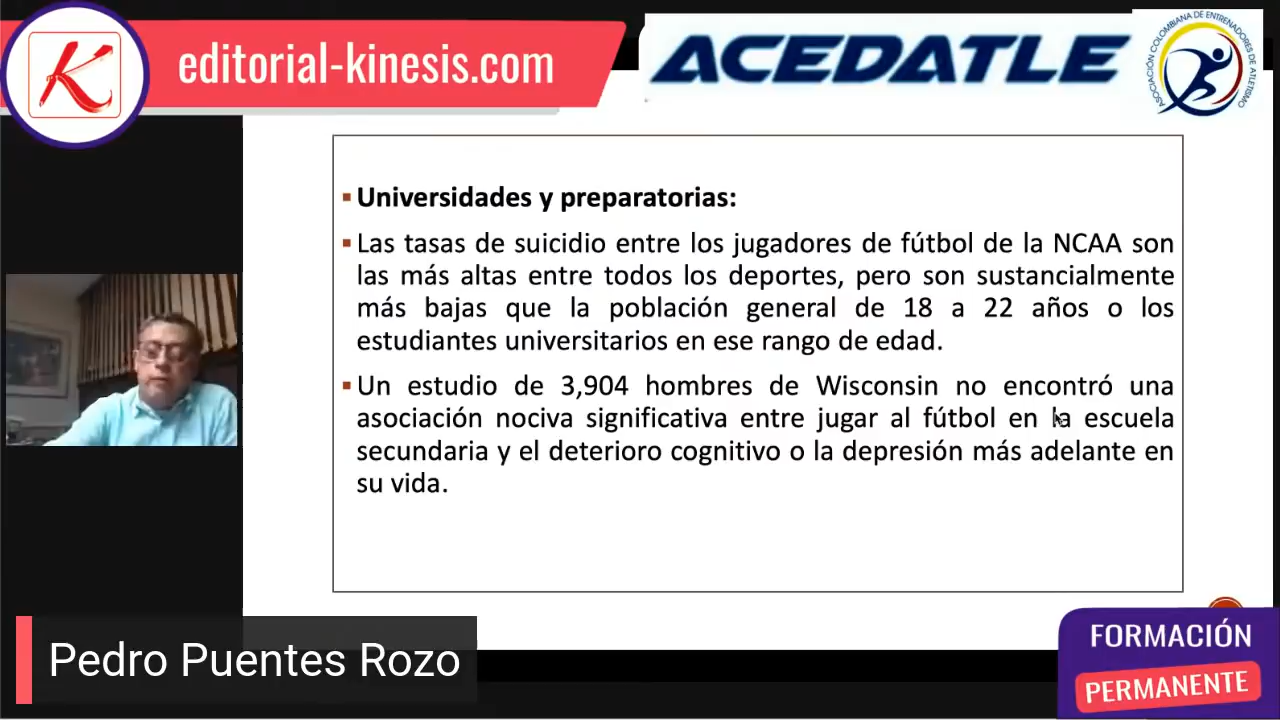 K
editorial-kinesis.com
ACEDATLE
ASOCIACIÓN COLOMBIANA DE ENTRENADORES DE ATLETISMO
Universidades y preparatorias:
Las tasas de suicidio entre los jugadores de fútbol de la NCAA son
las más altas entre todos los deportes, pero son sustancialmente
más bajas que la población general de 18 a 22 años o los
estudiantes universitarios en ese rango de edad.
Un estudio de 3,904 hombres de Wisconsin no encontró una
asociación nociva significativa entre jugar al fútbol en la escuela
secundaria y el deterioro cognitivo o la depresión más adelante en
su vida.
Pedro Puentes Rozo
FORMACIÓN
PERMANENTE